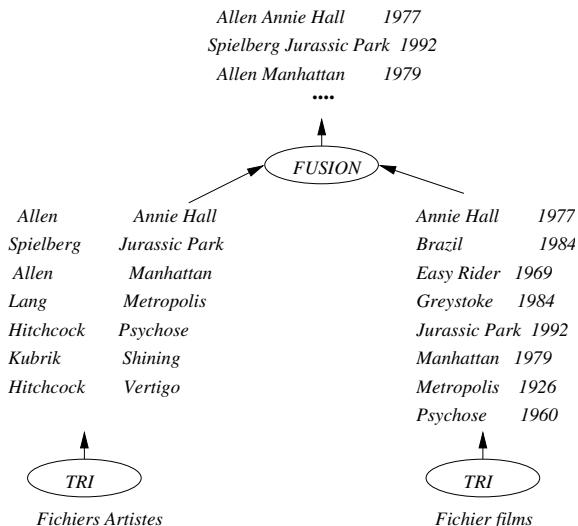 Allen Annie Hall 1977
Spielberg Jurassic Park 1992
Allen Manhattan 1979
....
FUSION
Allen Annie Hall
Spielberg Jurassic Park
Allen Manhattan
Lang Metropolis
Hitchcock Psychose
Kubrik Shining
Hitchcock Vertigo
TRI
Fichiers Artistes
Annie Hall 1977
Brazil 1984
Easy Rider 1969
Greystoke 1984
Jurassic Park 1992
Manhattan 1979
Metropolis 1926
Psychose 1960
TRI
Fichier films